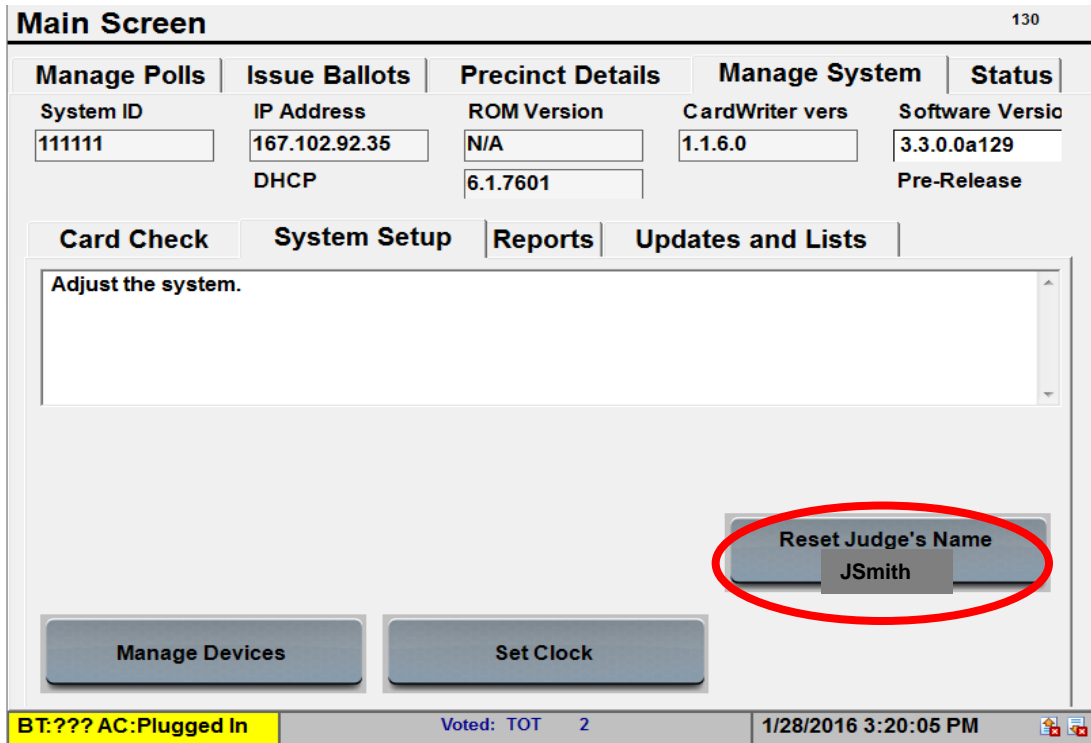 Main Screen 130
Manage Polls Issue Ballots Precinct Details Manage System Status
System ID IP Address ROM Version CardWriter vers Software Versio
111111 167.102.92.35 N/A 1.1.6.0 3.3.0.0a129
DHCP 6.1.7601 Pre-Release
Card Check System Setup Reports Updates and Lists
Adjust the system.
Reset Judge's Name
JSmith
Manage Devices Set Clock
BT:??? AC:Plugged In Voted: TOT 2 1/28/2016 3:20:05 PM